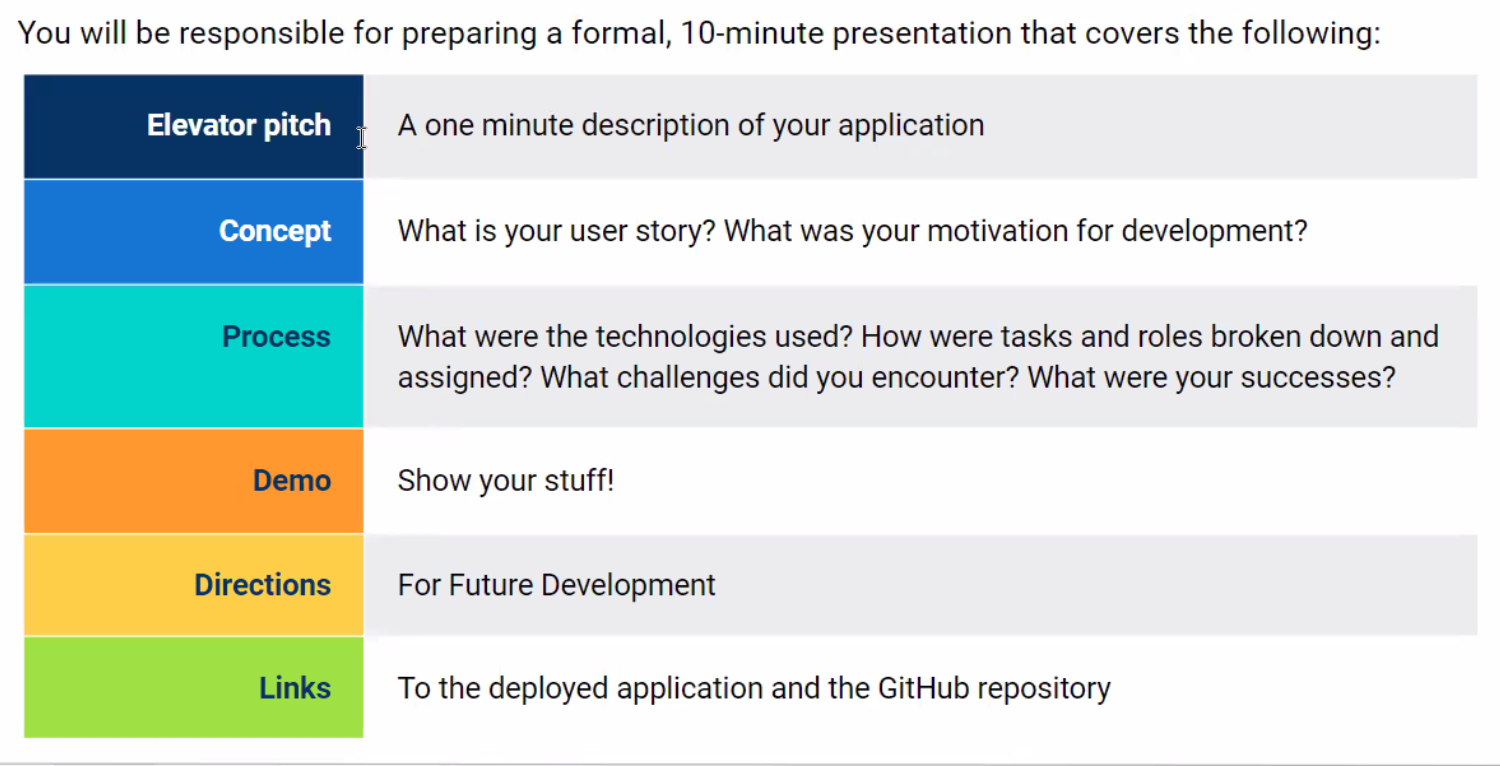 You will be responsible for preparing a formal, 10-minute presentation that covers the following:
Elevator pitch
A one minute description of your application
Concept
What is your user story? What was your motivation for development?
Process
What were the technologies used? How were tasks and roles broken down and
assigned? What challenges did you encounter? What were your successes?
Demo
Show your stuff!
Directions
For Future Development
Links
To the deployed application and the GitHub repository